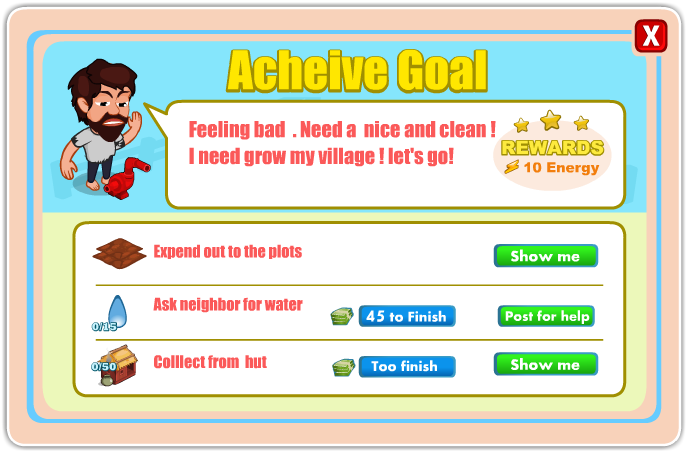 X
Acheive Goal
Feeling bad . Need a nice and clean !
I need grow my village ! let's go!
REWARDS
10 Energy
Expend out to the plots
Show me
Ask neighbor for water
0/15
45 to Finish
Post for help
Colllect from hut
0/50
Too finish
Show me